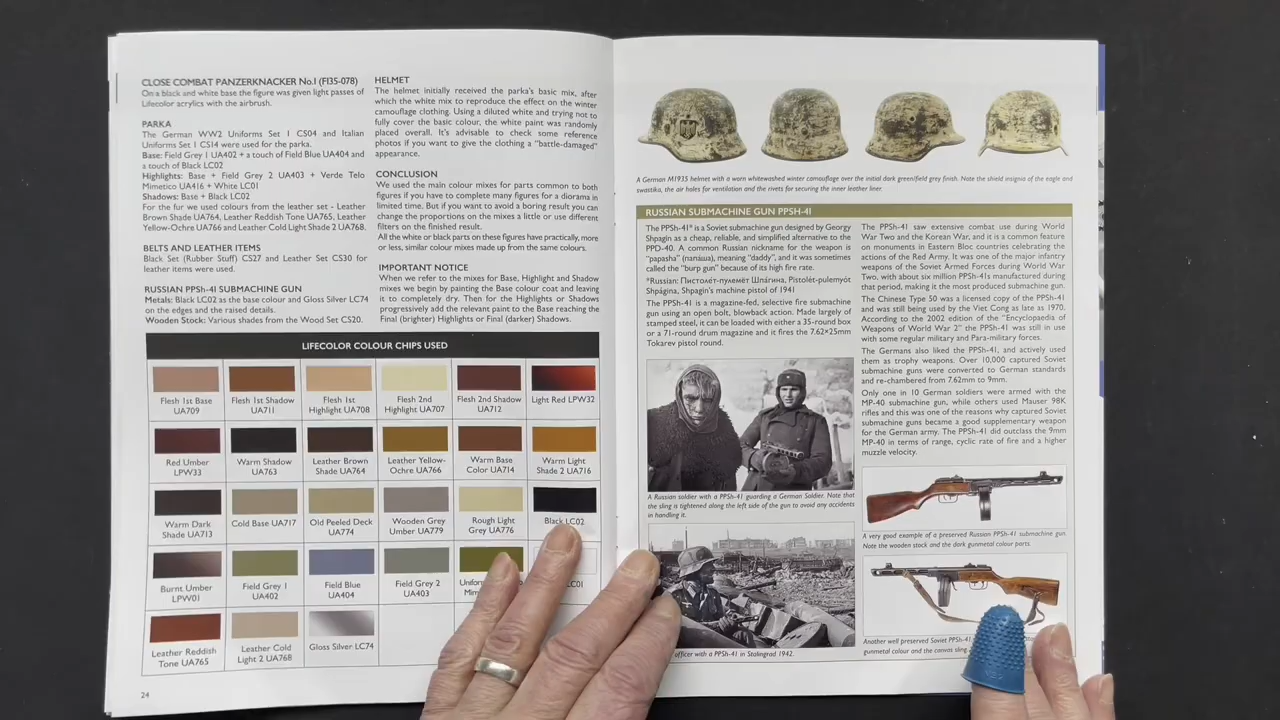 CLOSE COMBAT PANZERKNACKER No.1 (FI35-078)
On a black and white base the figure was given light passes of
Lifecolor acrylics with the airbrush.
PARKA
The German WW2 Uniforms Set 1 CS04 and Italian
Uniforms Set 1 CS14 were used for the parka.
Base: Field Grey 1 UA402 + a touch of Field Blue UA404 and
a touch of Black LC02
Highlights: Base + Field Grey 2 UA403 + Verde Telo
Mimetico UA416 + White LC01
Shadows: Base + Black LC02
For the fur we used colours from the leather set - Leather
Brown Shade UA764, Leather Reddish Tone UA765, Leather
Yellow-Ochre UA766 and Leather Cold Light Shade 2 UA768.
BELTS AND LEATHER ITEMS
Black Set (Rubber Stuff) CS27 and Leather Set CS30 for
leather items were used.
RUSSIAN PPSh-41 SUBMACHINE GUN
Metals: Black LC02 as the base colour and Gloss Silver LC74
on the edges and the raised details.
Wooden Stock: Various shades from the Wood Set CS20.
HELMET
The helmet initially received the parka's basic mix, after
which the white mix to reproduce the effect on the winter
camouflage clothing. Using a diluted white and trying not to
fully cover the basic colour, the white paint was randomly
placed overall. It's advisable to check some reference
photos if you want to give the clothing a "battle-damaged"
appearance.
CONCLUSION
We used the main colour mixes for parts common to both
figures if you have to complete many figures for a diorama in
limited time. But if you want to avoid a boring result you can
change the proportions on the mixes a little or use different
filters on the finished result.
All the white or black parts on these figures have practically, more
or less, similar colour mixes made up from the same colours.
IMPORTANT NOTICE
When we refer to the mixes for Base, Highlight and Shadow
mixes we begin by painting the Base colour coat and leaving
it to completely dry. Then for the Highlights or Shadows
progressively add the relevant paint to the Base reaching the
Final (brighter) Highlights or Final (darker) Shadows.
LIFECOLOR COLOUR CHIPS USED
Flesh 1st Base
UA709
Flesh 1st Shadow
UA711
Flesh 1st
Highlight UA708
Flesh 2nd
Highlight UA707
Flesh 2nd Shadow
UA712
Light Red LPW32
Red Umber
LPW33
Warm Shadow
UA763
Leather Brown
Shade UA764
Leather Yellow-
Ochre UA766
Warm Base
Color UA714
Warm Light
Shade 2 UA716
Warm Dark
Shade UA713
Cold Base UA717
Old Peeled Deck
UA774
Wooden Grey
Umber UA779
Rough Light
Grey UA776
Black LC02
Burnt Umber
LPW01
Field Grey 1
UA402
Field Blue
UA404
Field Grey 2
UA403
LC01
Leather Reddish
Tone UA765
Leather Cold
Light 2 UA768
Gloss Silver LC74
24
A German M1935 helmet with a worn whitewashed winter camouflage over the initial dark green/field grey finish. Note the shield insignia of the eagle and
swastika, the air holes for ventilation and the rivets for securing the inner leather liner.
RUSSIAN SUBMACHINE GUN PPSH-41
The PPSh-41* is a Soviet submachine gun designed by Georgy
Shpagin as a cheap, reliable, and simplified alternative to the
PPD-40. A common Russian nickname for the weapon is
"papasha" (папáша), meaning "daddy", and it was sometimes
called the "burp gun" because of its high fire rate.
*Russian: Пистолéт-пулемёт Шпáгина, Pistolét-pulemyót
Shpágina, Shpagin's machine pistol of 1941
The PPSh-41 is a magazine-fed, selective fire submachine
gun using an open bolt, blowback action. Made largely of
stamped steel, it can be loaded with either a 35-round box
or a 71-round drum magazine and it fires the 7.62x25mm
Tokarev pistol round.
A Russian soldier with a PPSh-41 guarding a German Soldier. Note that
the sling is tightened along the left side of the gun to avoid any accidents
in handling it.
officer with a PPSh-41 in Stalingrad 1942.
The PPSh-41 saw extensive combat use during World
War Two and the Korean War, and it is a common feature
on monuments in Eastern Bloc countries celebrating the
actions of the Red Army. It was one of the major infantry
weapons of the Soviet Armed Forces during World War
Two, with about six million PPSh-41s manufactured during
that period, making it the most produced submachine gun.
The Chinese Type 50 was a licensed copy of the PPSh-41
and was still being used by the Viet Cong as late as 1970.
According to the 2002 edition of the "Encyclopaedia of
Weapons of World War 2" the PPSh-41 was still in use
with some regular military and Para-military forces.
The Germans also liked the PPSh-41, and actively used
them as trophy weapons. Over 10,000 captured Soviet
submachine guns were converted to German standards
and re-chambered from 7.62mm to 9mm.
Only one in 10 German soldiers were armed with the
MP-40 submachine gun, while others used Mauser 98K
rifles and this was one of the reasons why captured Soviet
guns became a good supplementary weapon
for the German army. The PPSh-41 did outclass the 9mm
MP-40 in terms of range, cyclic rate of fire and a higher
muzzle velocity.
A very good example of a preserved Russian PPSh-41 submachine gun.
Note the wooden stock and the dark gunmetal colour parts.
Another well preserved Soviet PPSh-41
gunmetal colour and the canvas sling.